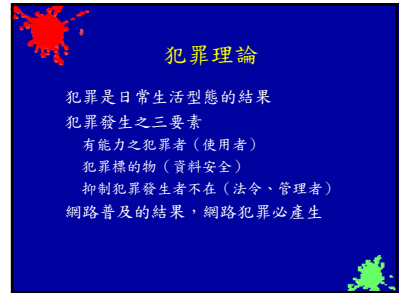 犯罪理論
犯罪是日常生活型態的結果
犯罪發生之三要素
有能力之犯罪者（使用者）
犯罪標的物（資料安全）
抑制犯罪發生者不在（法令、管理者）
網路普及的結果，網路犯罪必產生